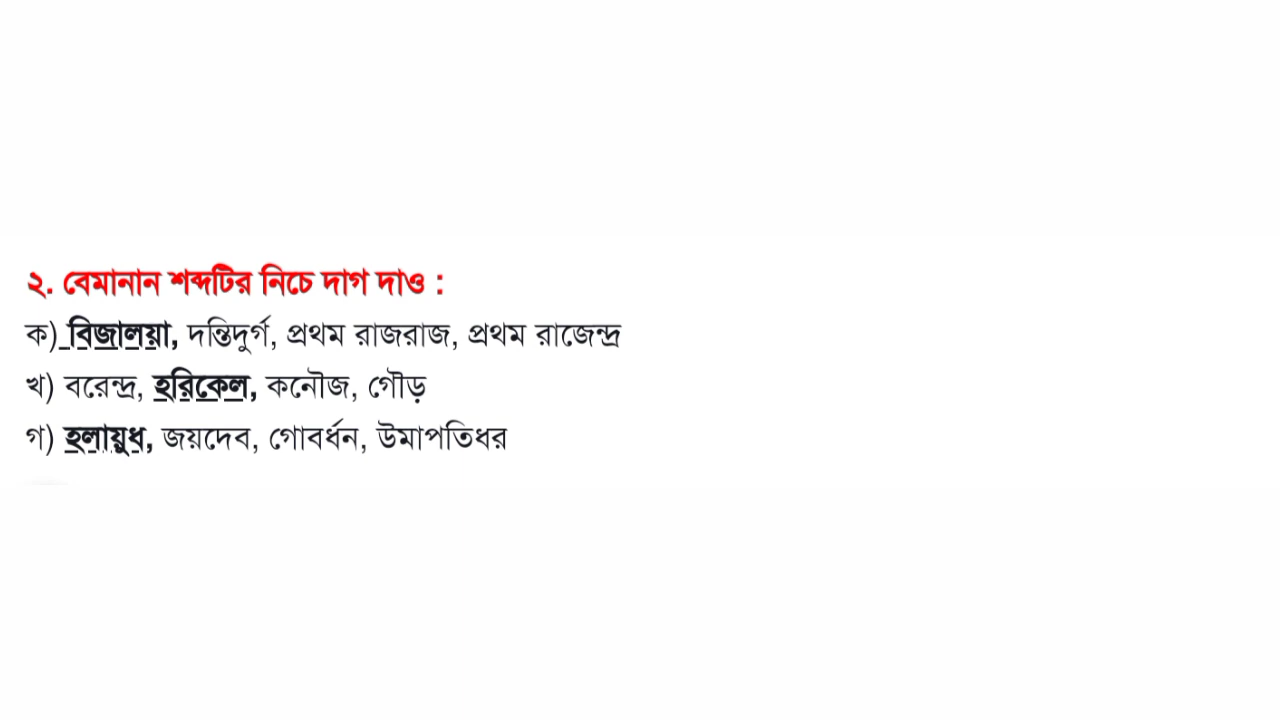 ২. বেমানান শব্দটির নিচে দাগ দাও :
ক) বিজালয়া, দন্তিদুর্গ, প্রথম রাজরাজ, প্রথম রাজেন্দ্র
খ) বরেন্দ্র, হরিকেল, কনৌজ, গৌড়
গ) হলায়ুধ, জয়দেব, গোবর্ধন, উমাপতিধর